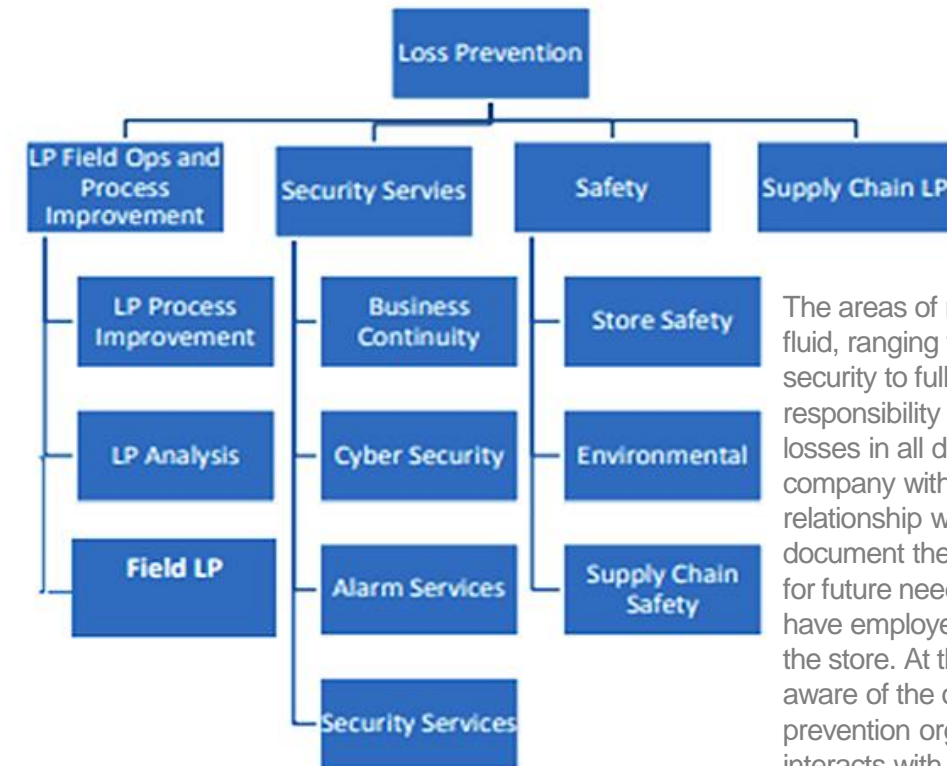 Loss Prevention
LP Field Ops and
Process
Improvement
Security Servies
Safety
Supply Chain LP
LP Process
Improvement
LP Analysis
Field LP
Business
Continuity
Cyber Security
Alarm Services
Security Services
Store Safety
Environmental
Supply Chain
Safety
The areas of
fluid, ranging
security to full
responsibility
losses in all d
company with
relationship w
document the
for future nee
have employe
the store. At th
aware of the
prevention org
interacts with